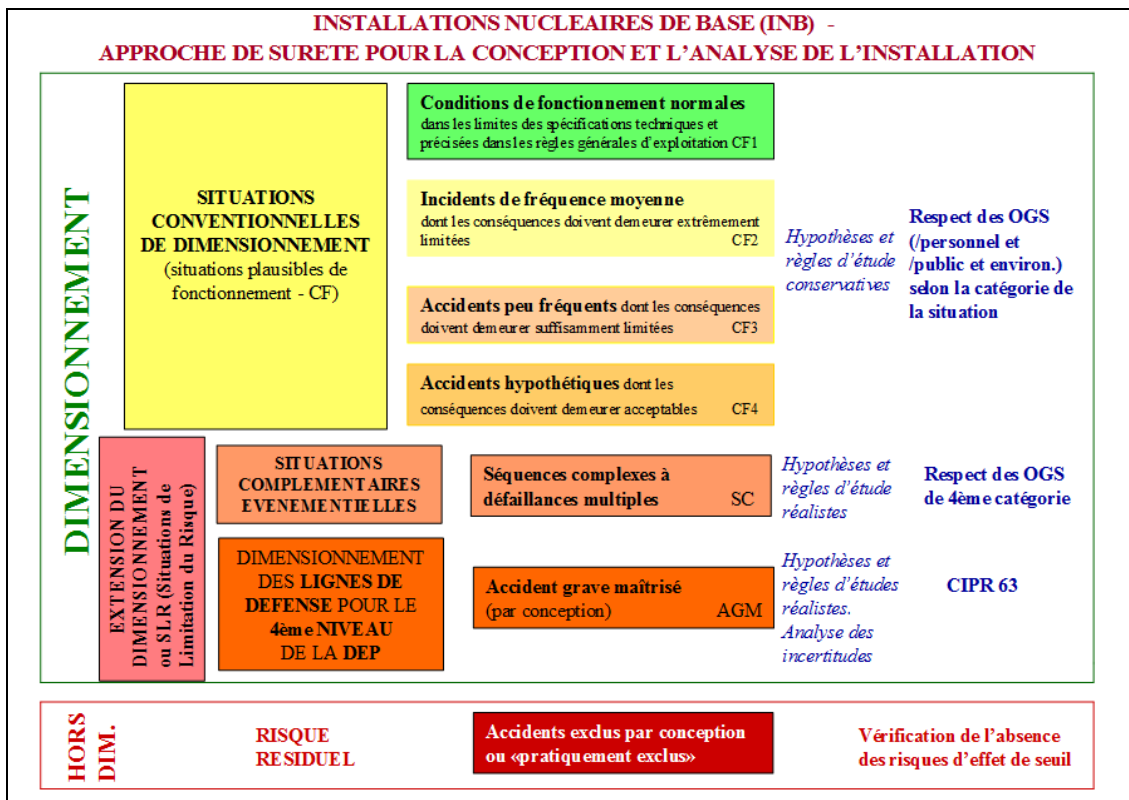 INSTALLATIONS NUCLEAIRES DE BASE (INB) -
APPROCHE DE SURETE POUR LA CONCEPTION ET L'ANALYSE DE L'INSTALLATION
DIMENSIONNEMENT
SITUATIONS
CONVENTIONNELLES
DE DIMENSIONNEMENT
(situations plausibles de
fonctionnement - CF)
Conditions de fonctionnement normales
dans les limites des spécifications techniques et
précisées dans les règles générales d'exploitation CF1
Incidents de fréquence moyenne
dont les conséquences doivent demeurer extrêmement
limitées CF2
Accidents peu fréquents dont les conséquences
doivent demeurer suffisamment limitées CF3
Accidents hypothétiques dont les
conséquences doivent demeurer acceptables CF4
Hypothèses et
règles d'étude
conservatives
Respect des OGS
(/personnel et
/public et environ.)
selon la catégorie de
la situation
EXTENSION DU
DIMENSIONNEMENT
ou SLR (Situations de
Limitation du Risque)
SITUATIONS
COMPLEMENTAIRES
EVENEMENTIELLES
Séquences complexes à
défaillances multiples SC
Hypothèses et
règles d'étude
réalistes
Respect des OGS
de 4ème catégorie
DIMENSIONNEMENT
DES LIGNES DE
DEFENSE POUR LE
4ème NIVEAU
DE LA DEP
Accident grave maîtrisé
(par conception) AGM
Hypothèses et
règles d'études
réalistes.
Analyse des
incertitudes
CIPR 63
HORS
DIM.
RISQUE
RESIDUEL
Accidents exclus par conception
ou «pratiquement exclus»
Vérification de l'absence
des risques d'effet de seuil